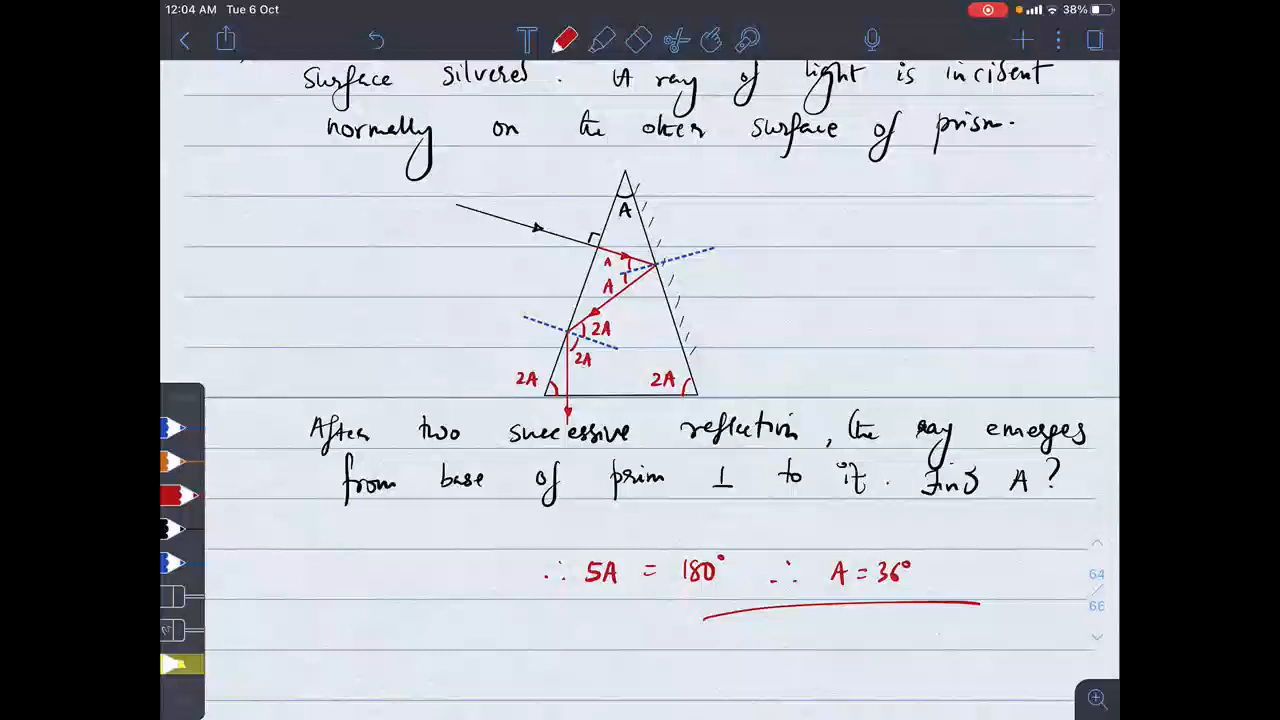 12:04 AM Tue 6 Oct
38%
T
surface silvered. A ray of light is incident
normally on the other surface of prism.
A
A
A
2A
2A
2A
2A
After two successive reflection, the ray emerges
from base of prism ⊥ to it. Find A?
∴ 5A = 180° ∴ A = 36°
64
66